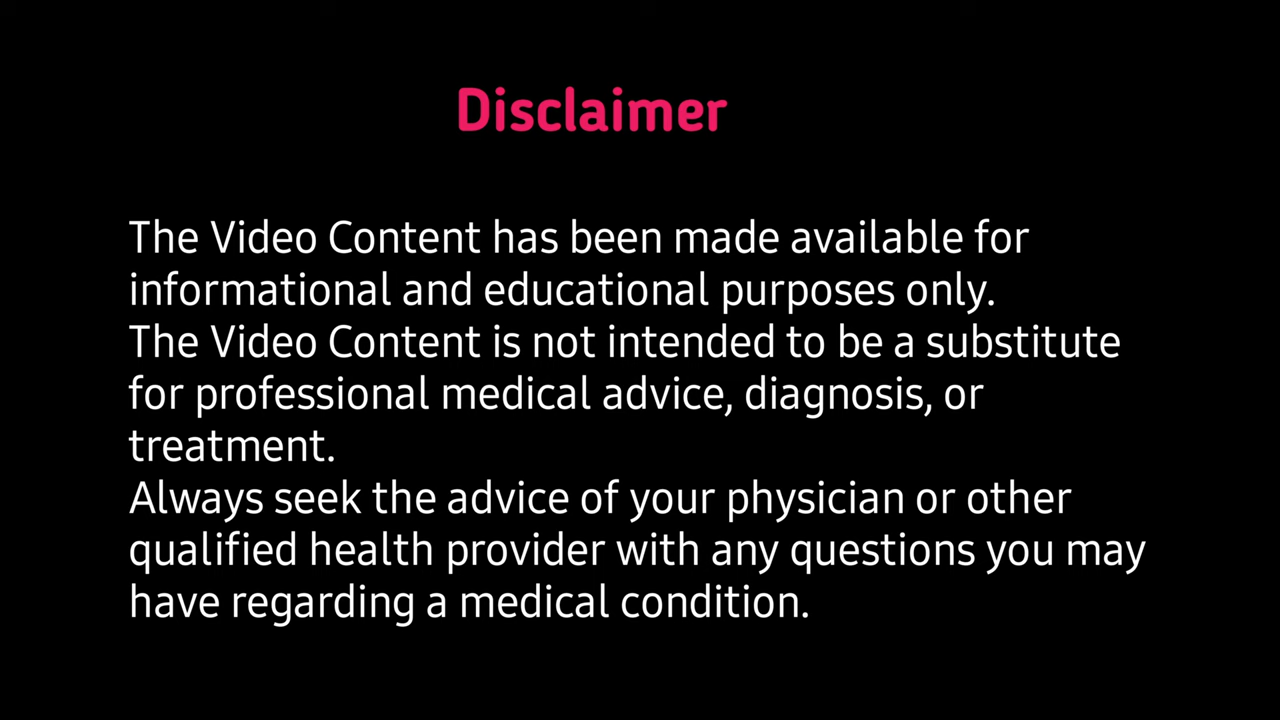 Disclaimer
The Video Content has been made available for
informational and educational purposes only.
The Video Content is not intended to be a substitute
for professional medical advice, diagnosis, or
treatment.
Always seek the advice of your physician or other
qualified health provider with any questions you may
have regarding a medical condition.